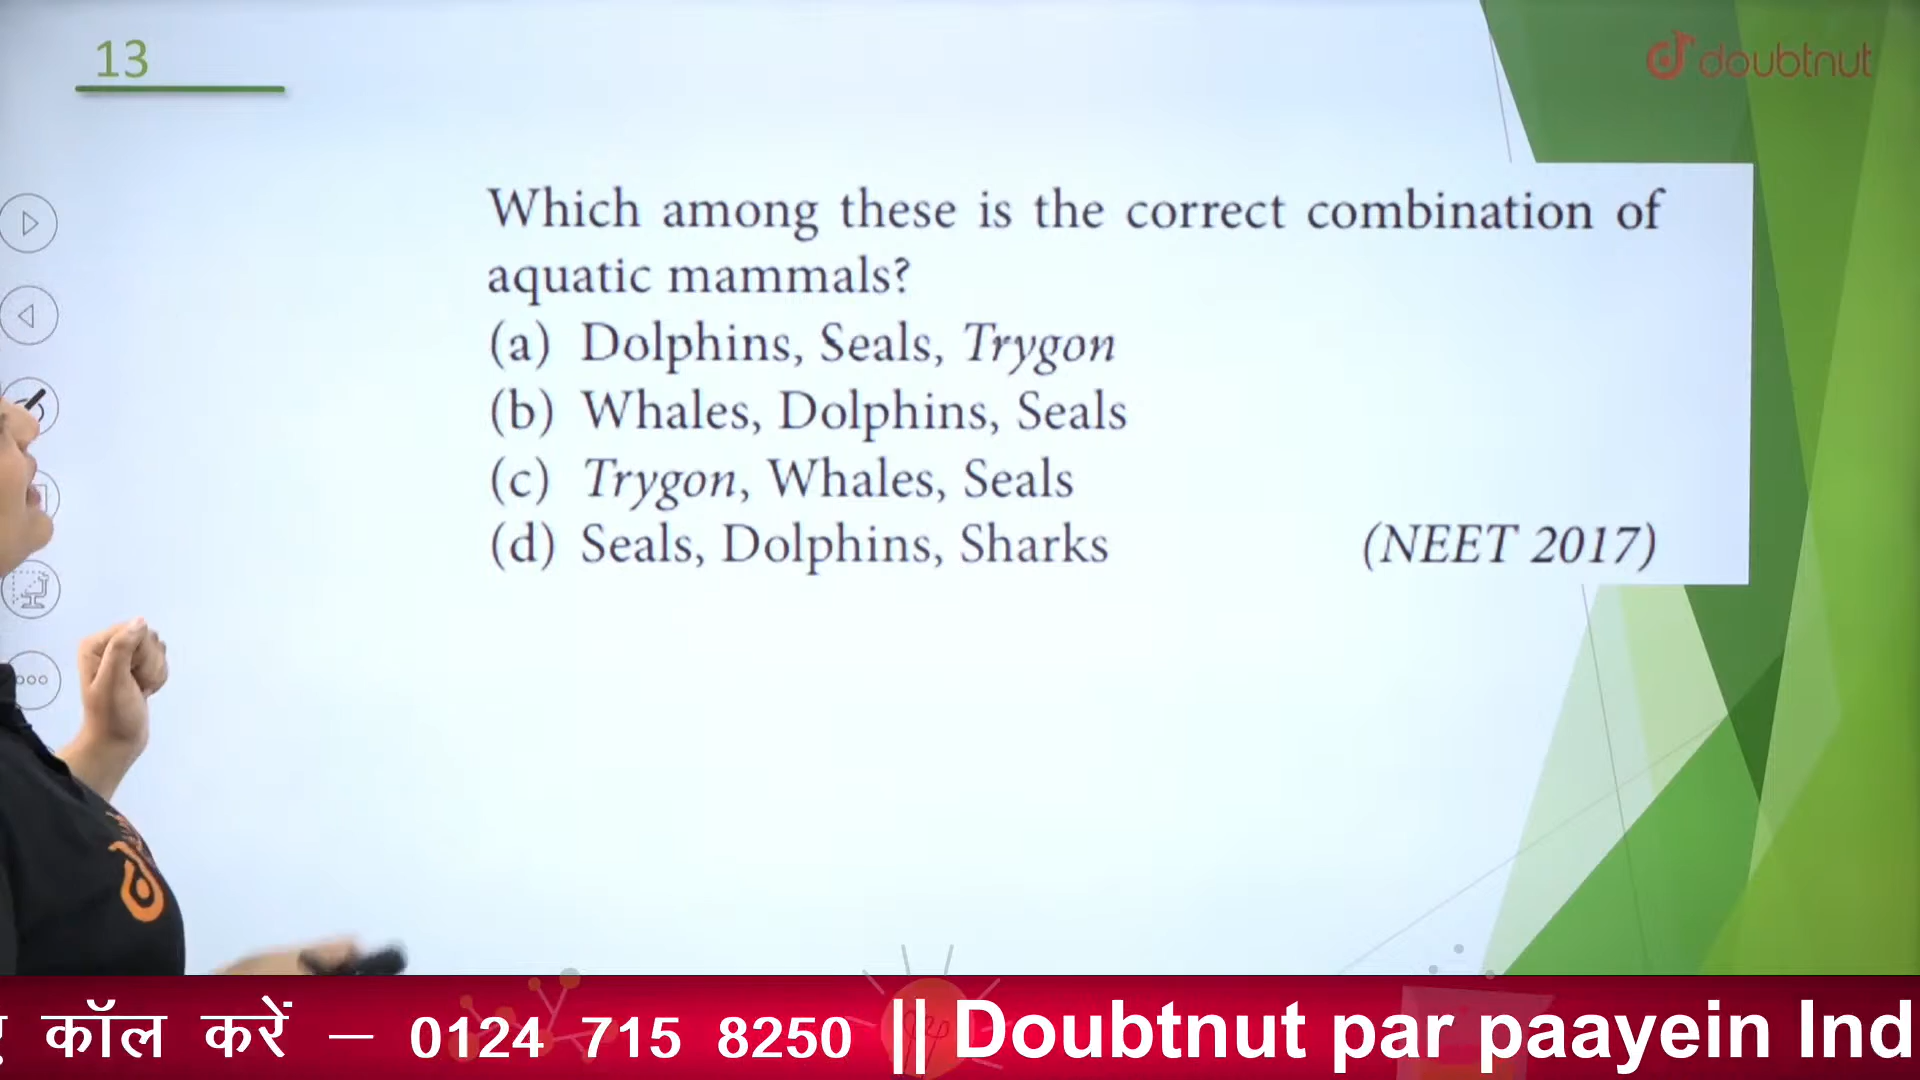 13
doubtnut
Which among these is the correct combination of
aquatic mammals?
(a) Dolphins, Seals, Trygon
(b) Whales, Dolphins, Seals
(c) Trygon, Whales, Seals
(d) Seals, Dolphins, Sharks (NEET 2017)
कॉल करें – 0124 715 8250 || Doubtnut par paayein Ind